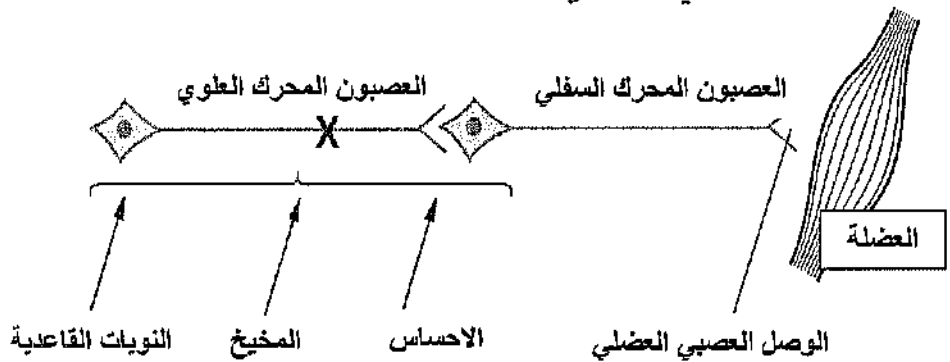 العصبون المحرك العلوي
العصبون المحرك السفلي
X
العضلة
النويات القاعدية
المخيخ
الاحساس
الوصل العصبي العضلي